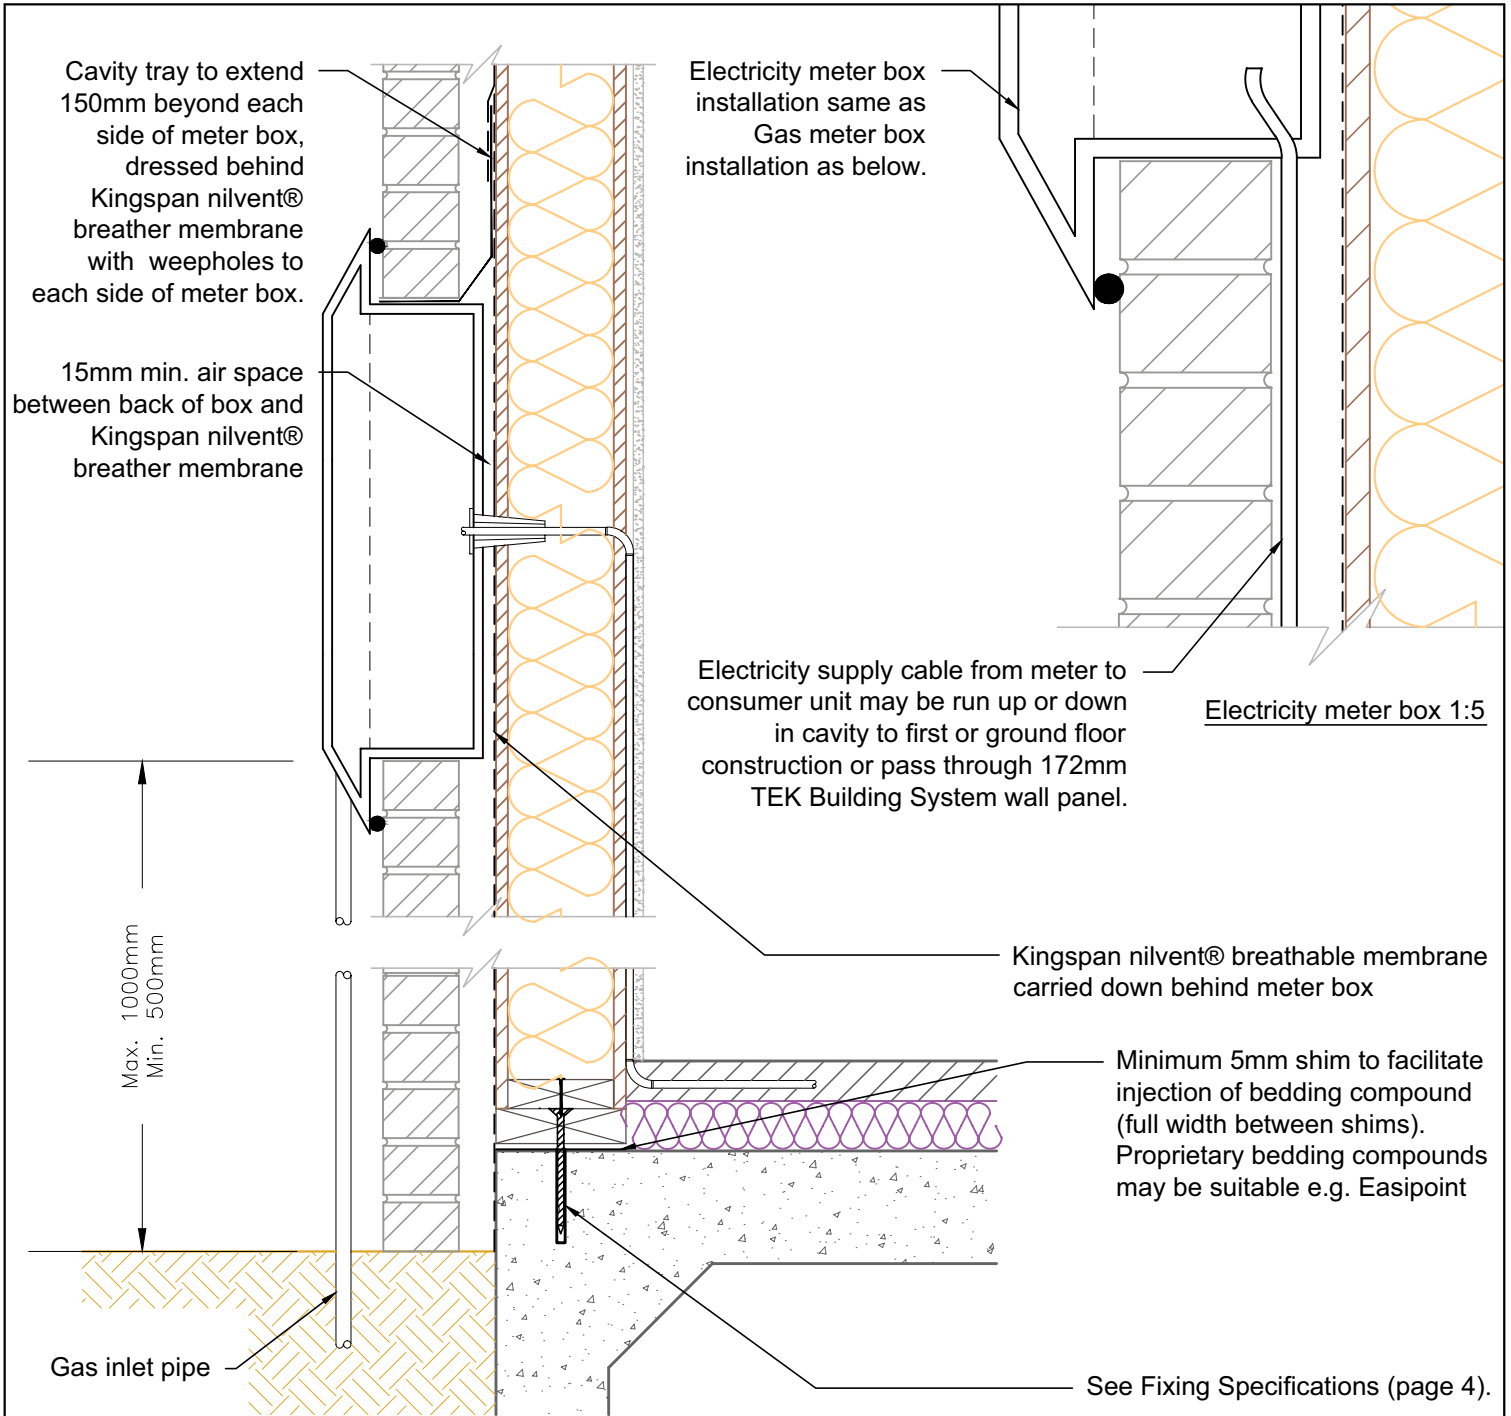 Cavity tray to extend
150mm beyond each
side of meter box,
dressed behind
Kingspan nilvent®
breather membrane
with weepholes to
each side of meter box.
15mm min. air space
between back of box and
Kingspan nilvent®
breather membrane
Electricity meter box
installation same as
Gas meter box
installation as below.
Electricity supply cable from meter to
consumer unit may be run up or down
in cavity to first or ground floor
construction or pass through 172mm
TEK Building System wall panel.
Electricity meter box 1:5
Max. 1000mm
Min. 500mm
Kingspan nilvent® breathable membrane
carried down behind meter box
Minimum 5mm shim to facilitate
injection of bedding compound
(full width between shims).
Proprietary bedding compounds
may be suitable e.g. Easipoint
Gas inlet pipe
See Fixing Specifications (page 4).